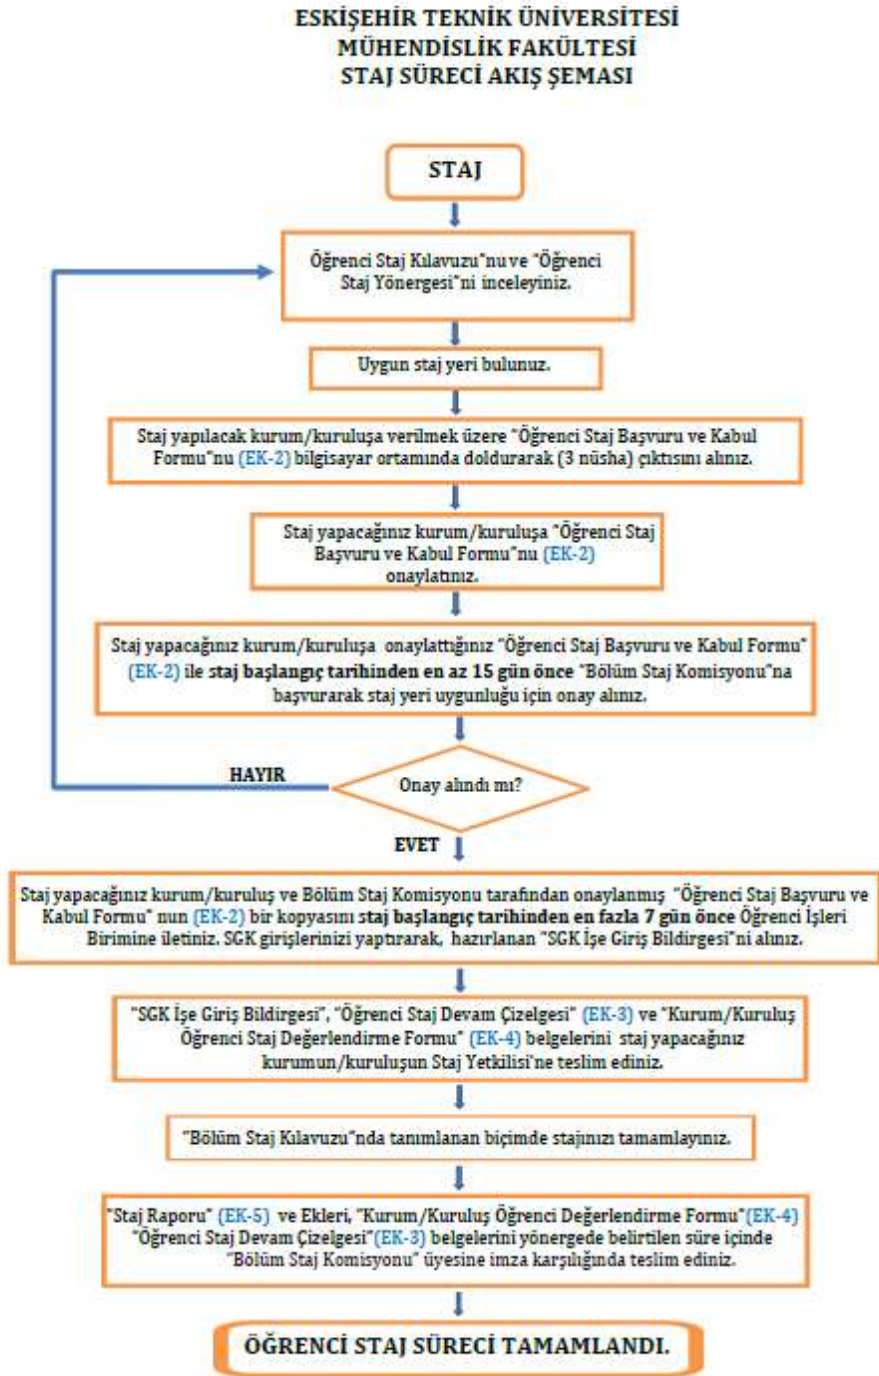 ESKİŞEHİR TEKNİK ÜNİVERSİTESİ
MÜHENDİSLİK FAKÜLTESİ
STAJ SÜRECİ AKIŞ ŞEMASI
STAJ
Öğrenci Staj Kılavuzu"nu ve "Öğrenci
Staj Yönergesi"ni inceleyiniz.
Uygun staj yeri bulunuz.
Staj yapılacak kurum/kuruluşa verilmek üzere "Öğrenci Staj Başvuru ve Kabul
Formu"nu (EK-2) bilgisayar ortamında doldurarak (3 nüsha) çıktısını alınız.
Staj yapacağınız kurum/kuruluşa "Öğrenci Staj
Başvuru ve Kabul Formu"nu (EK-2)
onaylatınız.
Staj yapacağınız kurum/kuruluşa onaylattığınız "Öğrenci Staj Başvuru ve Kabul Formu"
(EK-2) ile staj başlangıç tarihinden en az 15 gün önce "Bölüm Staj Komisyonu"na
başvurarak staj yeri uygunluğu için onay alınız.
HAYIR
Onay alındı mı?
EVET
Staj yapacağınız kurum/kuruluş ve Bölüm Staj Komisyonu tarafından onaylanmış "Öğrenci Staj Başvuru ve
Kabul Formu" nun (EK-2) bir kopyasını staj başlangıç tarihinden en fazla 7 gün önce Öğrenci İşleri
Birimine iletiniz. SGK girişlerinizi yaptırarak, hazırlanan "SGK İşe Giriş Bildirgesi"ni alınız.
"SGK İşe Giriş Bildirgesi", "Öğrenci Staj Devam Çizelgesi" (EK-3) ve "Kurum/Kuruluş
Öğrenci Staj Değerlendirme Formu" (EK-4) belgelerini staj yapacağınız
kurumun/kuruluşun Staj Yetkilisi'ne teslim ediniz.
"Bölüm Staj Kılavuzu"nda tanımlanan biçimde stajınızı tamamlayınız.
"Staj Raporu" (EK-5) ve Ekleri, "Kurum/Kuruluş Öğrenci Değerlendirme Formu"(EK-4)
"Öğrenci Staj Devam Çizelgesi"(EK-3) belgelerini yönergede belirtilen süre içinde
"Bölüm Staj Komisyonu" üyesine imza karşılığında teslim ediniz.
ÖĞRENCİ STAJ SÜRECİ TAMAMLANDI.